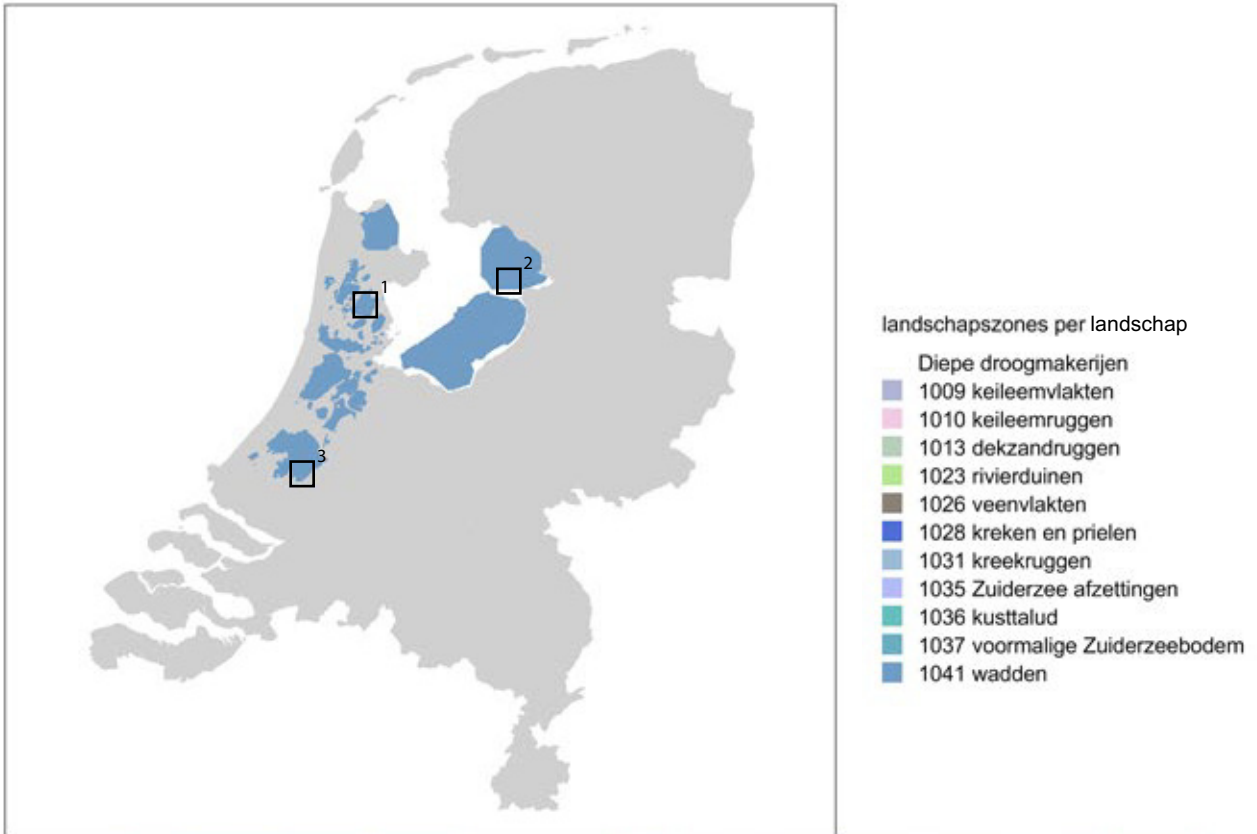 1
2
3
landschapszones per landschap
Diepe droogmakerijen
1009 keileemvlakten
1010 keileemruggen
1013 dekzandruggen
1023 rivierduinen
1026 veenvlakten
1028 kreken en prielen
1031 kreekruggen
1035 Zuiderzee afzettingen
1036 kusttalud
1037 voormalige Zuiderzeebodem
1041 wadden